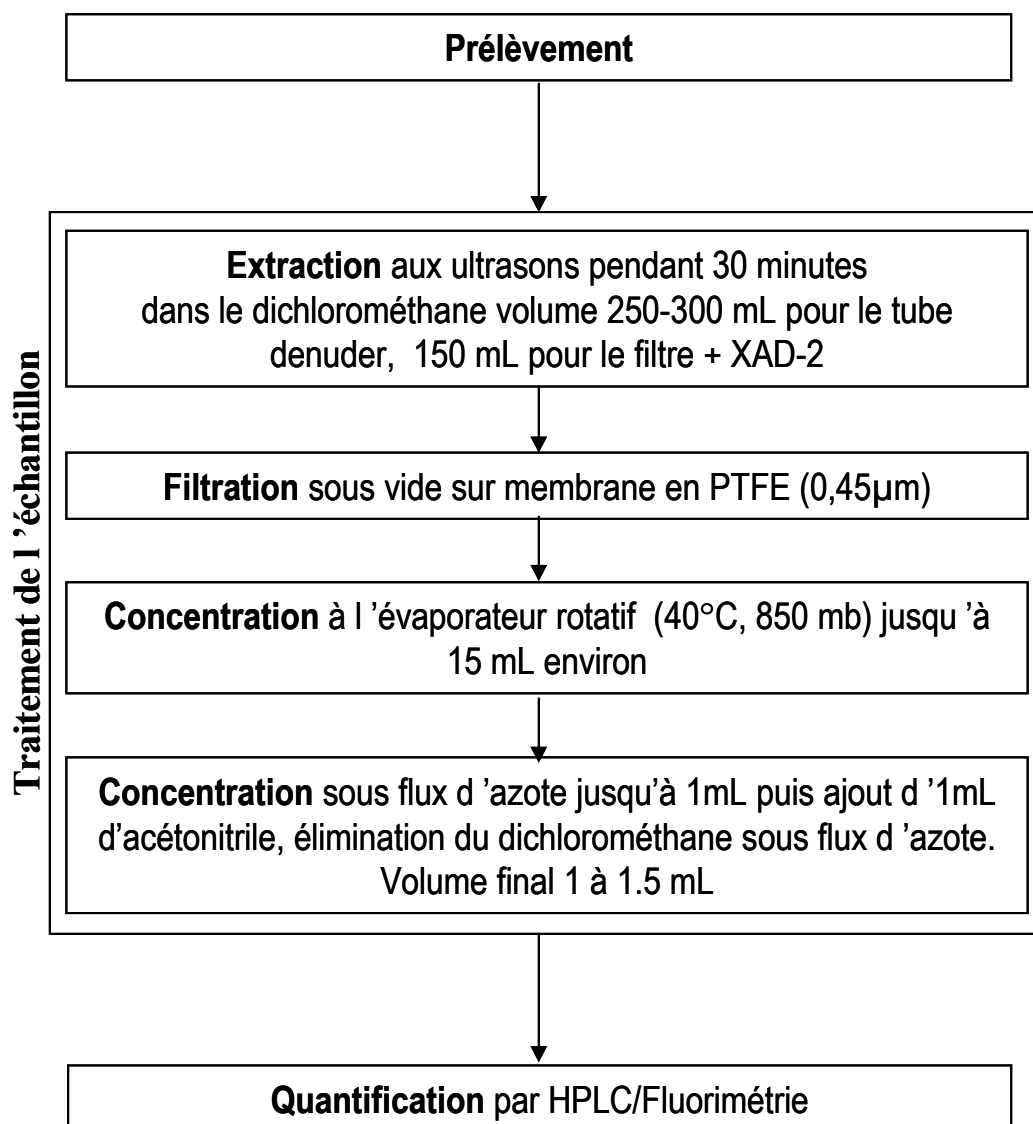 Prélèvement
Traitement de l ’échantillon
Extraction aux ultrasons pendant 30 minutes
dans le dichlorométhane volume 250-300 mL pour le tube
denuder, 150 mL pour le filtre + XAD-2
Filtration sous vide sur membrane en PTFE (0,45µm)
Concentration à l ’évaporateur rotatif (40°C, 850 mb) jusqu ’à
15 mL environ
Concentration sous flux d ’azote jusqu’à 1mL puis ajout d ’1mL
d’acétonitrile, élimination du dichlorométhane sous flux d ’azote.
Volume final 1 à 1.5 mL
Quantification par HPLC/Fluorimétrie